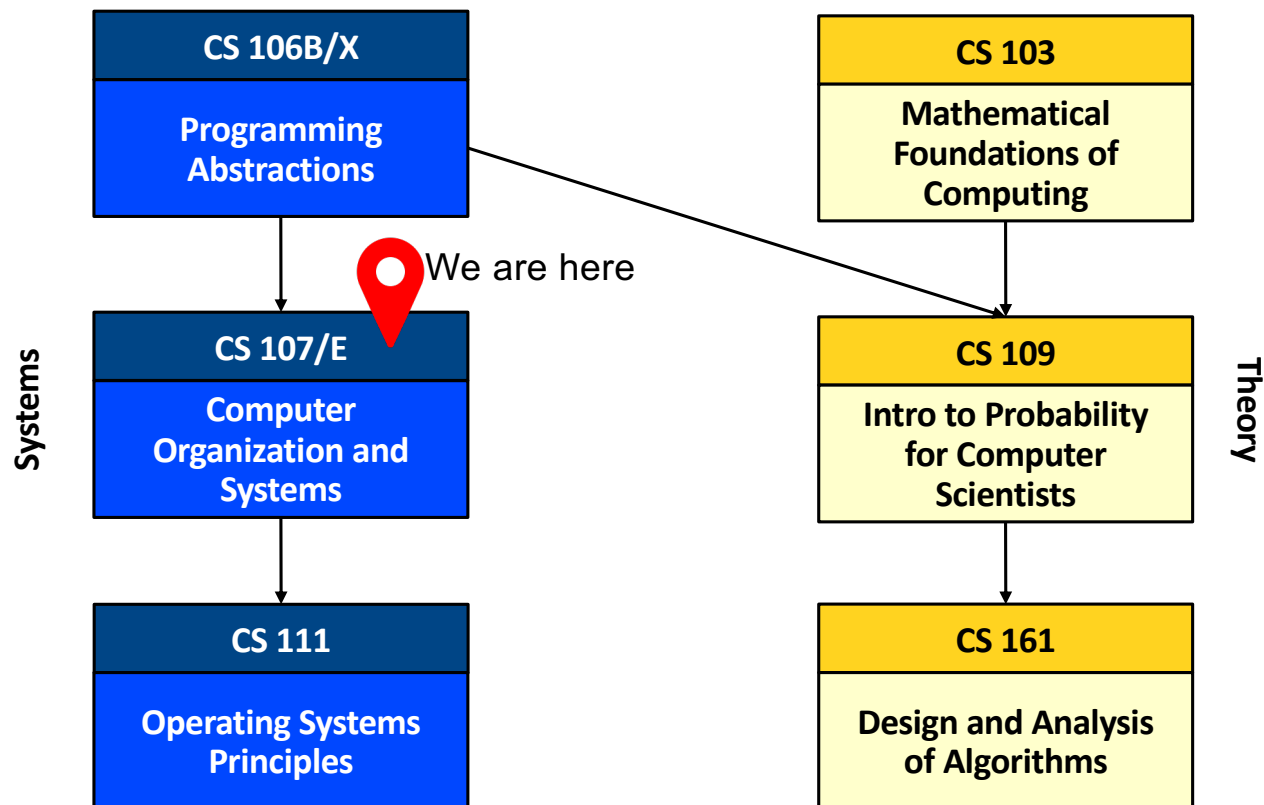 CS 106B/X
Programming
Abstractions
CS 103
Mathematical
Foundations of
Computing
We are here
Systems
CS 107/E
Computer
Organization and
Systems
CS 109
Intro to Probability
for Computer
Scientists
Theory
CS 111
Operating Systems
Principles
CS 161
Design and Analysis
of Algorithms